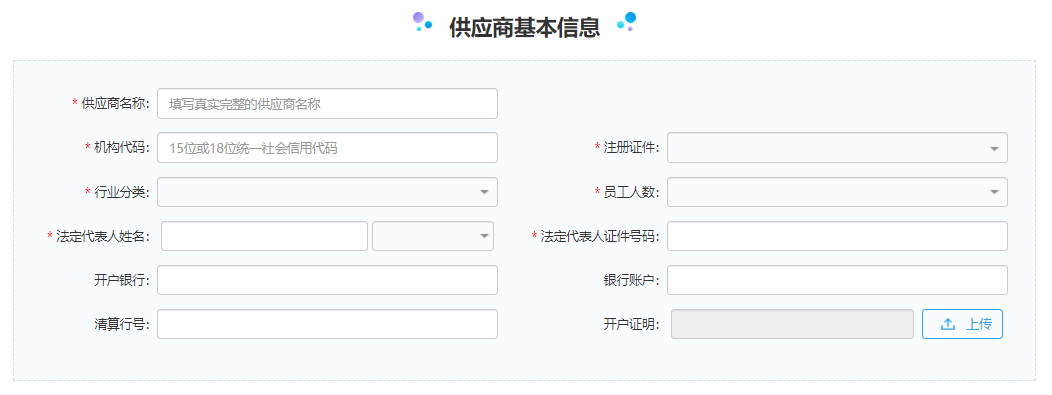 供应商基本信息
* 供应商名称: 填写真实完整的供应商名称
* 机构代码: 15位或18位统一社会信用代码 * 注册证件:
* 行业分类: * 员工人数:
* 法定代表人姓名: * 法定代表人证件号码:
开户银行: 银行账户:
清算行号: 开户证明: 上传